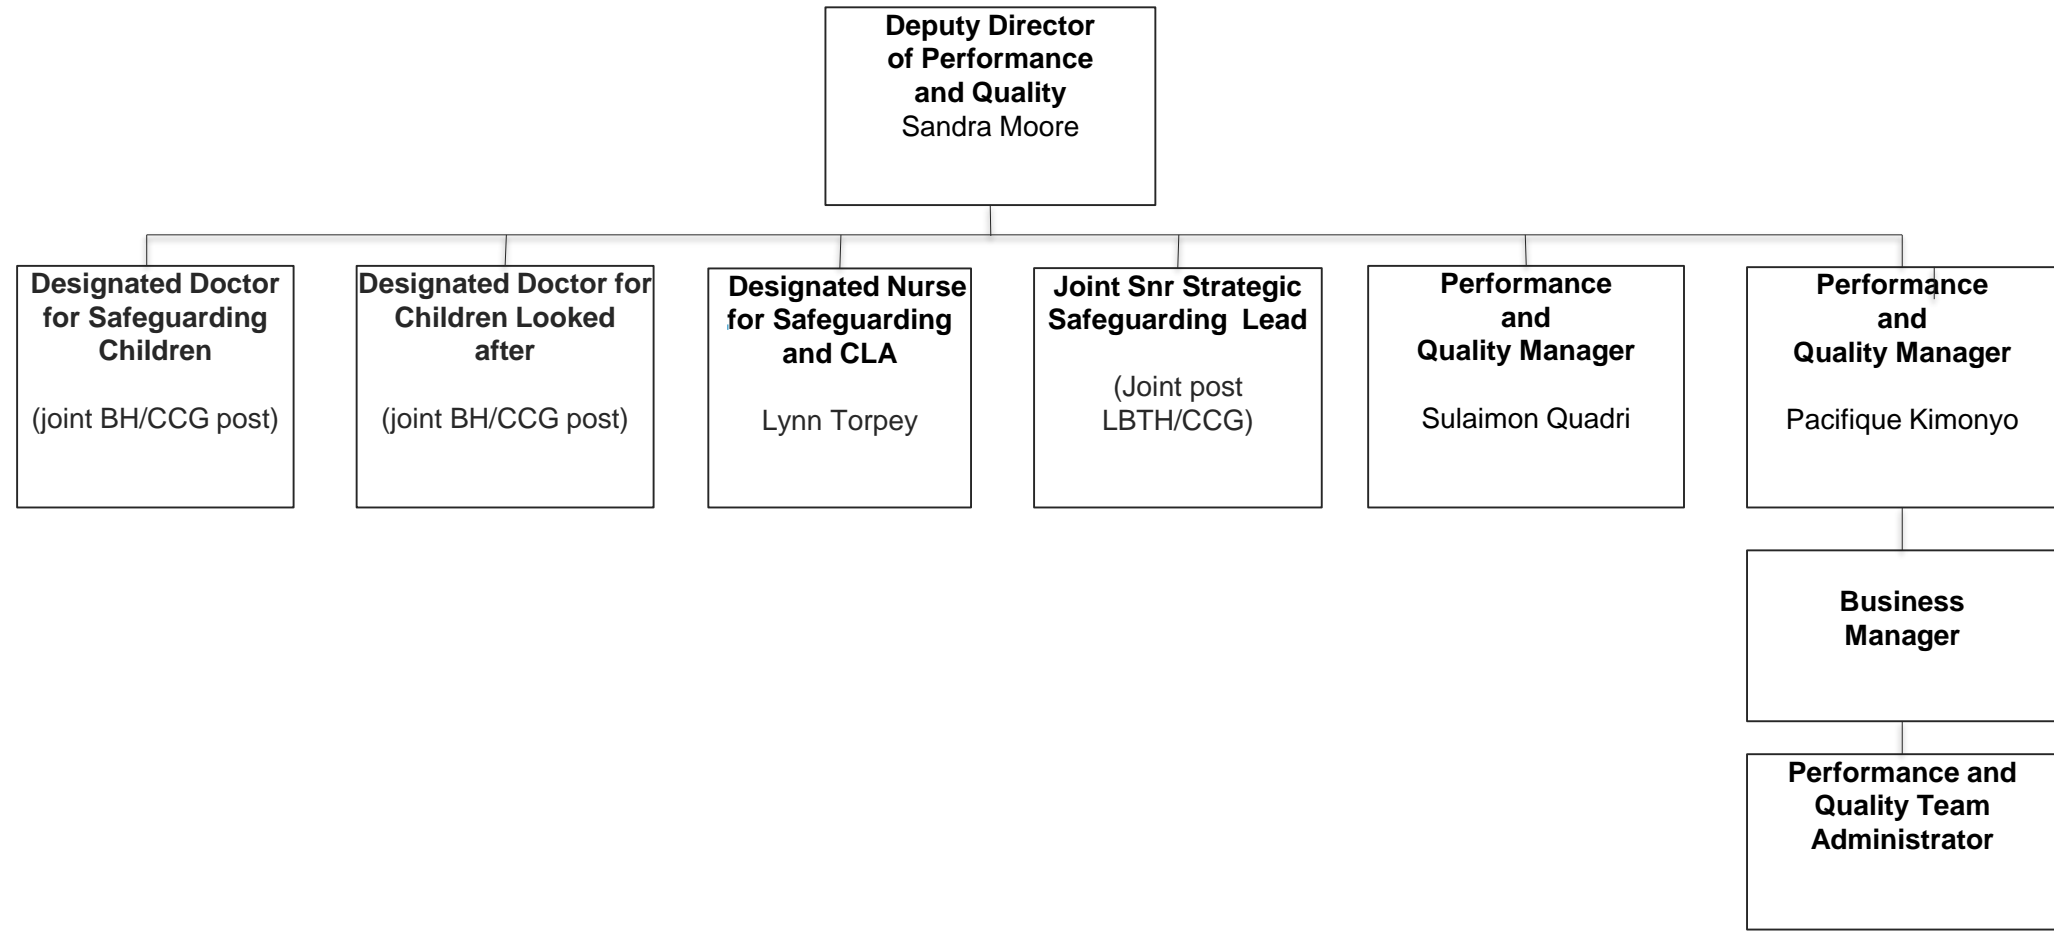 Deputy Director
of Performance
and Quality
Sandra Moore
Designated Doctor
for Safeguarding
Children
(joint BH/CCG post)
Designated Doctor for
Children Looked
after
(joint BH/CCG post)
Designated Nurse
for Safeguarding
and CLA
Lynn Torpey
Joint Snr Strategic
Safeguarding Lead
(Joint post
LBTH/CCG)
Performance
and
Quality Manager
Sulaimon Quadri
Performance
and
Quality Manager
Pacifique Kimonyo
Business
Manager
Performance and
Quality Team
Administrator